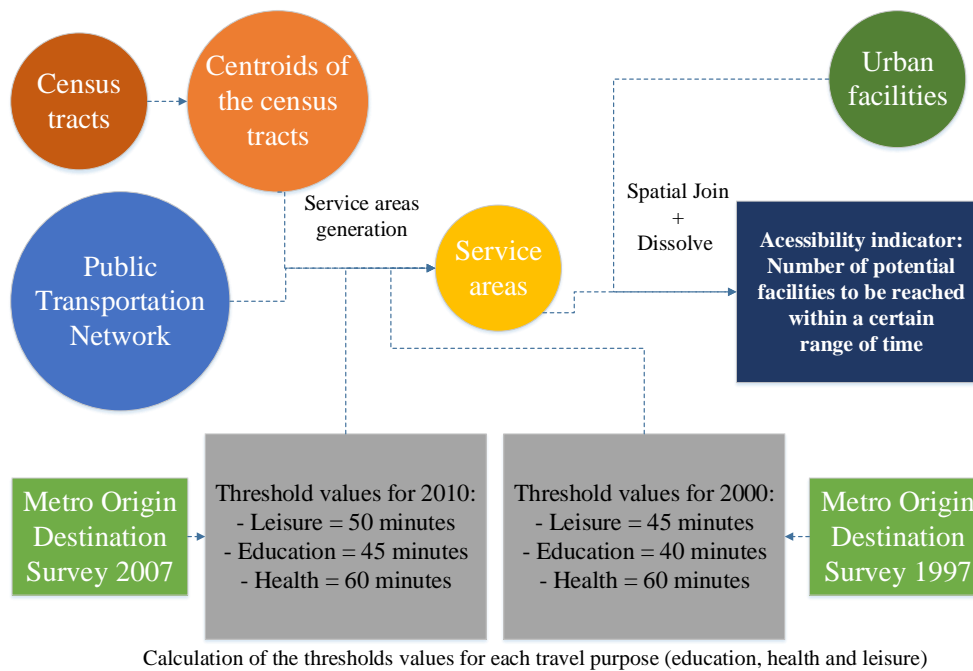 Census
tracts
Centroids of
the census
tracts
Urban
facilities
Service areas
generation
Spatial Join
+
Dissolve
Public
Transportation
Network
Service
areas
Acessibility indicator:
Number of potential
facilities to be reached
within a certain
range of time
Metro Origin
Destination
Survey 2007
Threshold values for 2010:
- Leisure = 50 minutes
- Education = 45 minutes
- Health = 60 minutes
Threshold values for 2000:
- Leisure = 45 minutes
- Education = 40 minutes
- Health = 60 minutes
Metro Origin
Destination
Survey 1997
Calculation of the thresholds values for each travel purpose (education, health and leisure)